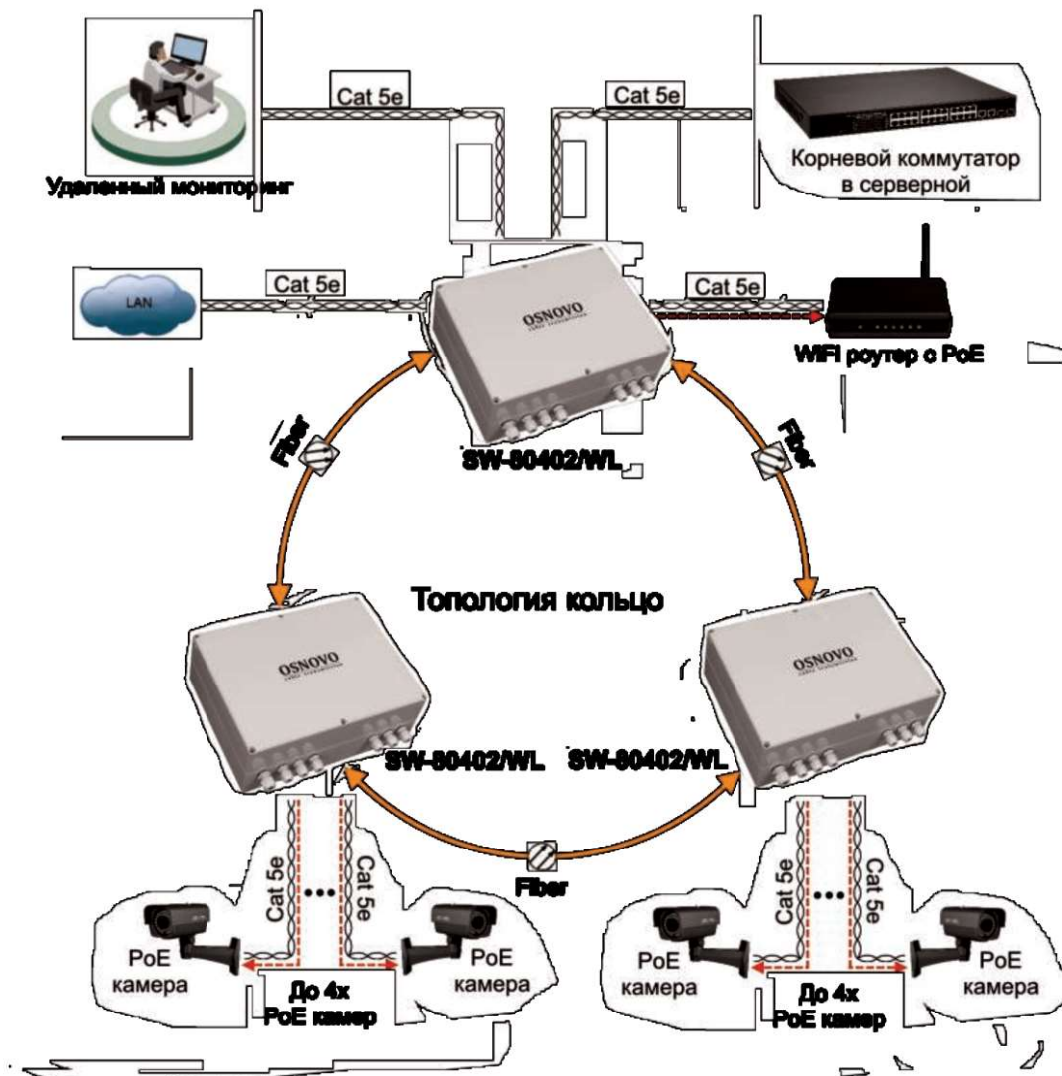 Cat 5e
Cat 5e
Удаленный мониторинг
Корневой коммутатор
в серверной
LAN
Cat 5e
Cat 5e
OSNOVO
WiFi роутер с PoE
Fiber
Fiber
SW-80402/WL
Топология кольцо
OSNOVO
OSNOVO
SW-80402/WL
SW-80402/WL
Fiber
Cat 5e
Cat 5e
Cat 5e
Cat 5e
PoE
камера
PoE
камера
PoE
камера
PoE
камера
До 4х
PoE камер
До 4х
PoE камер